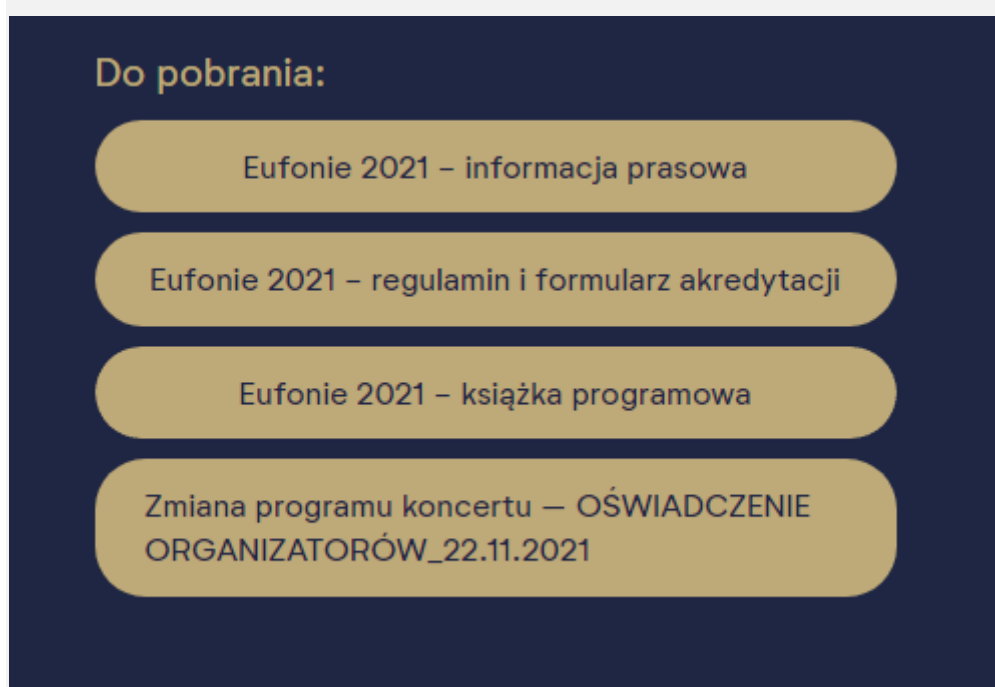 Do pobrania:
Eufonie 2021 – informacja prasowa
Eufonie 2021 – regulamin i formularz akredytacji
Eufonie 2021 – książka programowa
Zmiana programu koncertu — OŚWIADCZENIE
ORGANIZATORÓW_22.11.2021